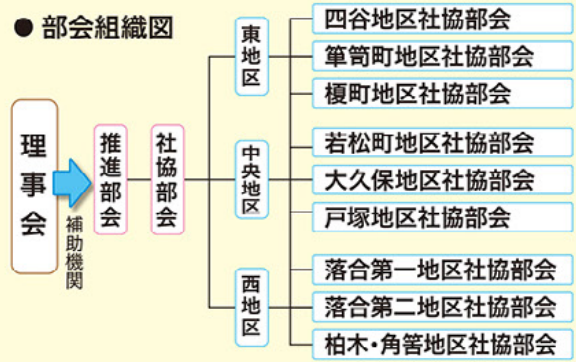 ● 部会組織図
理事会
補助機関
推進部会
社協部会
東地区
四谷地区社協部会
箪笥町地区社協部会
榎町地区社協部会
中央地区
若松町地区社協部会
大久保地区社協部会
戸塚地区社協部会
西地区
落合第一地区社協部会
落合第二地区社協部会
柏木・角筈地区社協部会